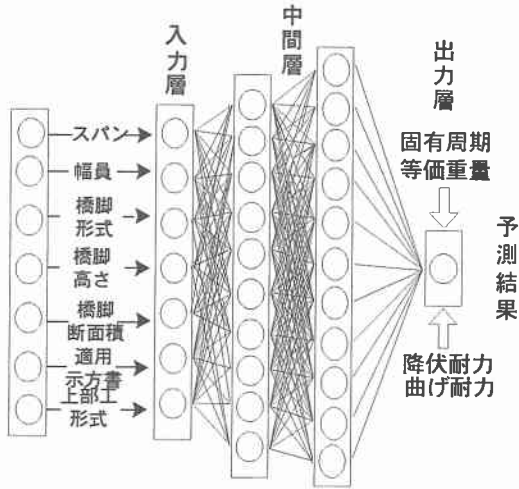 入力層
中間層
出力層
スパン
幅員
橋脚
形式
橋脚
高さ
橋脚
断面積
適用
示方書
上部工
形式
固有周期
等価重量
降伏耐力
曲げ耐力
予測結果